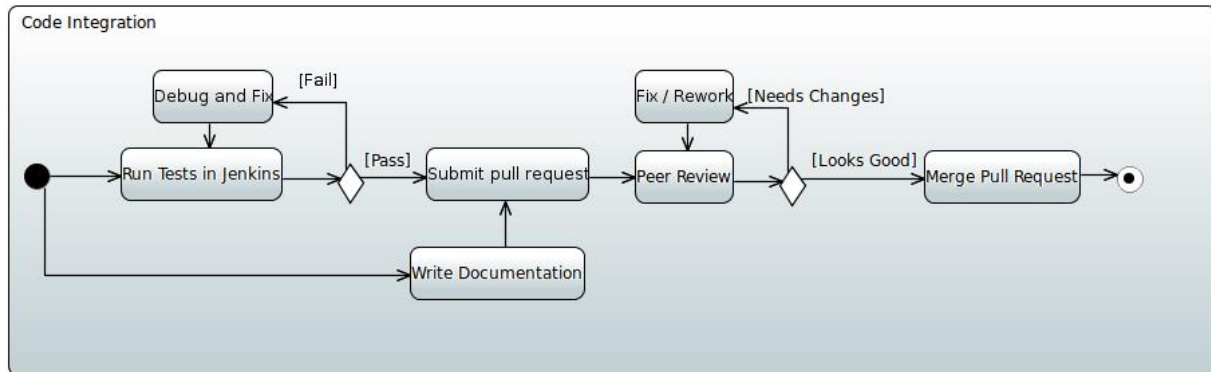 Code Integration
[Fail]
Debug and Fix
Fix / Rework
[Needs Changes]
Run Tests in Jenkins
[Pass]
Submit pull request
Peer Review
[Looks Good]
Merge Pull Request
Write Documentation